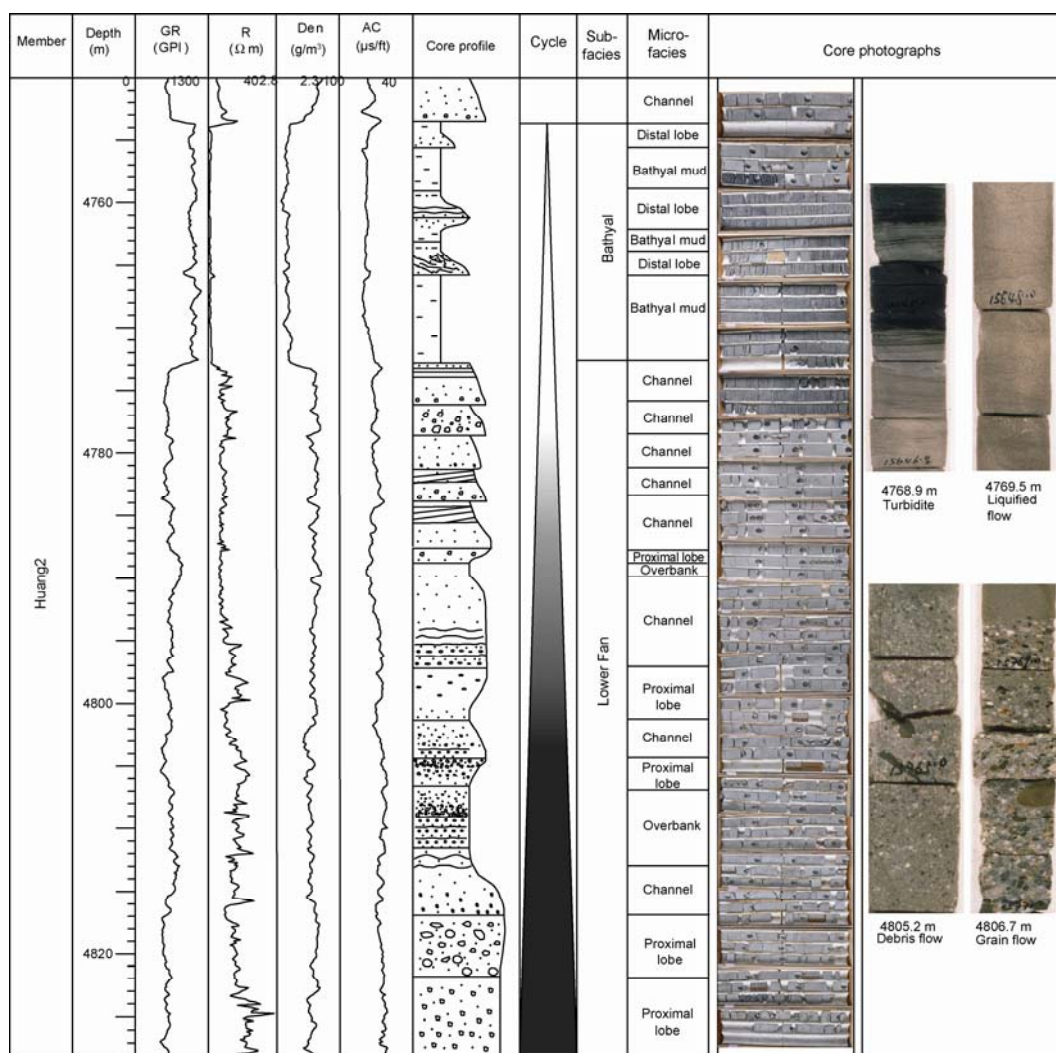 Member
Depth
(m)
GR
(GPI)
R
(Ω m)
Den
(g/m³)
AC
(μs/ft)
Core profile
Cycle
Sub-
facies
Micro-
facies
Core photographs
0
1300
402.8
2.3100
40
Huang2
4760
4780
4800
4820
Bathyal
Lower Fan
Channel
Distal lobe
Bathyal mud
Distal lobe
Bathyal mud
Distal lobe
Bathyal mud
Channel
Channel
Channel
Channel
Channel
Proximal lobe
Overbank
Channel
Proximal
lobe
Channel
Proximal
lobe
Overbank
Channel
Proximal
lobe
Proximal
lobe
4768.9 m
Turbidite
4769.5 m
Liquified
flow
4805.2 m
Debris flow
4806.7 m
Grain flow